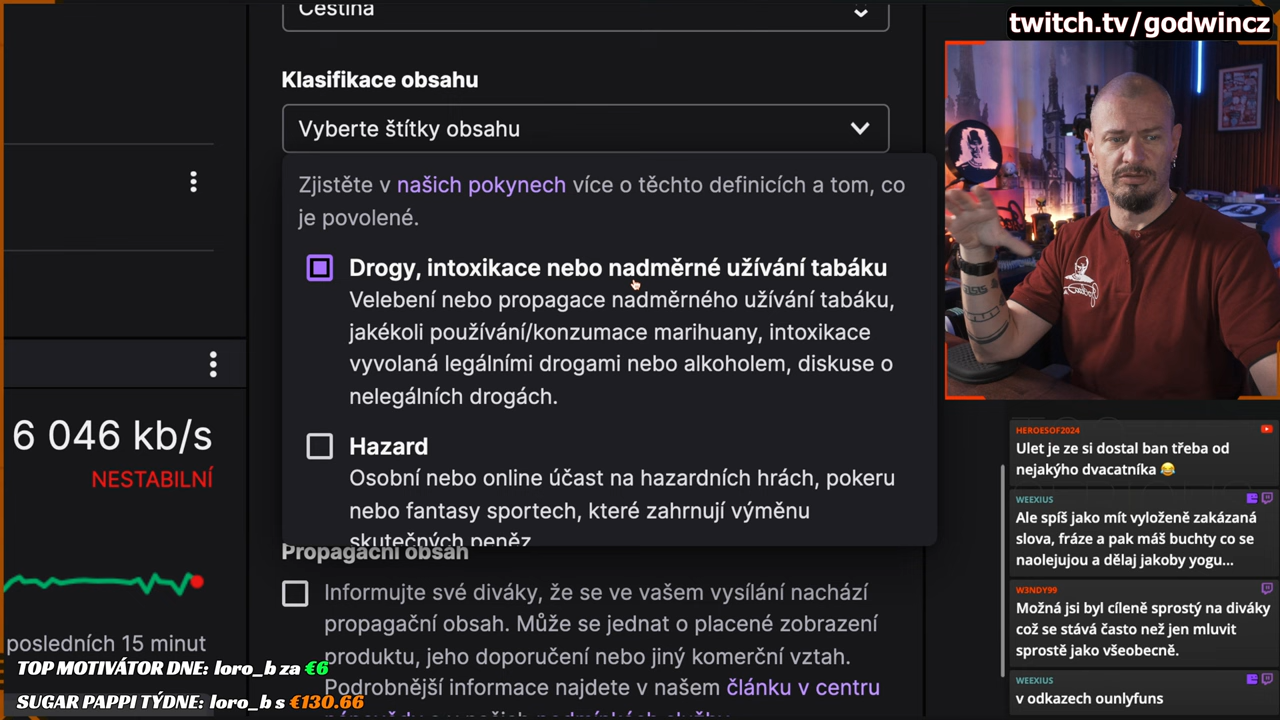 Čeština
twitch.tv/godwincz
Klasifikace obsahu
Vyberte štítky obsahu
Zjistěte v našich pokynech více o těchto definicích a tom, co
je povolené.
Drogy, intoxikace nebo nadměrné užívání tabáku
Velebení nebo propagace nadměrného užívání tabáku,
jakékoli používání/konzumace marihuany, intoxikace
vyvolaná legálními drogami nebo alkoholem, diskuse o
nelegálních drogách.
Hazard
Osobní nebo online účast na hazardních hrách, pokeru
nebo fantasy sportech, které zahrnují výměnu
skutečných peněz
Propagační obsah
Informujte své diváky, že se ve vašem vysílání nachází
propagační obsah. Může se jednat o placené zobrazení
produktu, jeho doporučení nebo jiný komerční vztah.
Podrobnější informace najdete v našem článku v centru
nápovědy a v našich podmínkách služby
6 046 kb/s
NESTABILNÍ
posledních 15 minut
TOP MOTIVÁTOR DNE: loro_b za €6
SUGAR PAPPI TÝDNE: loro_b s €130.66
HEROESOF2024
Ulet je ze si dostal ban třeba od
nejakýho dvacatníka 😂
WEEXIUS
Ale spíš jako mít vyloženě zakázaná
slova, fráze a pak máš buchty co se
naolejujou a dělaj jakoby yogu...
W3NDY99
Možná jsi byl cíleně sprostý na diváky
což se stává často než jen mluvit
sprostě jako všeobecně.
WEEXIUS
v odkazech ounlyfuns